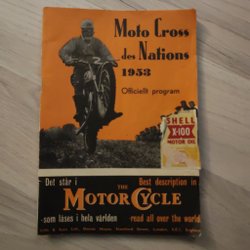 Moto Cross
des Nations
1953
Officiellt program
SHELL
X-100
MOTOR OIL
Det står i
Best description in
THE
MOTOR CYCLE
-som läses i hela världen
-read all over the world